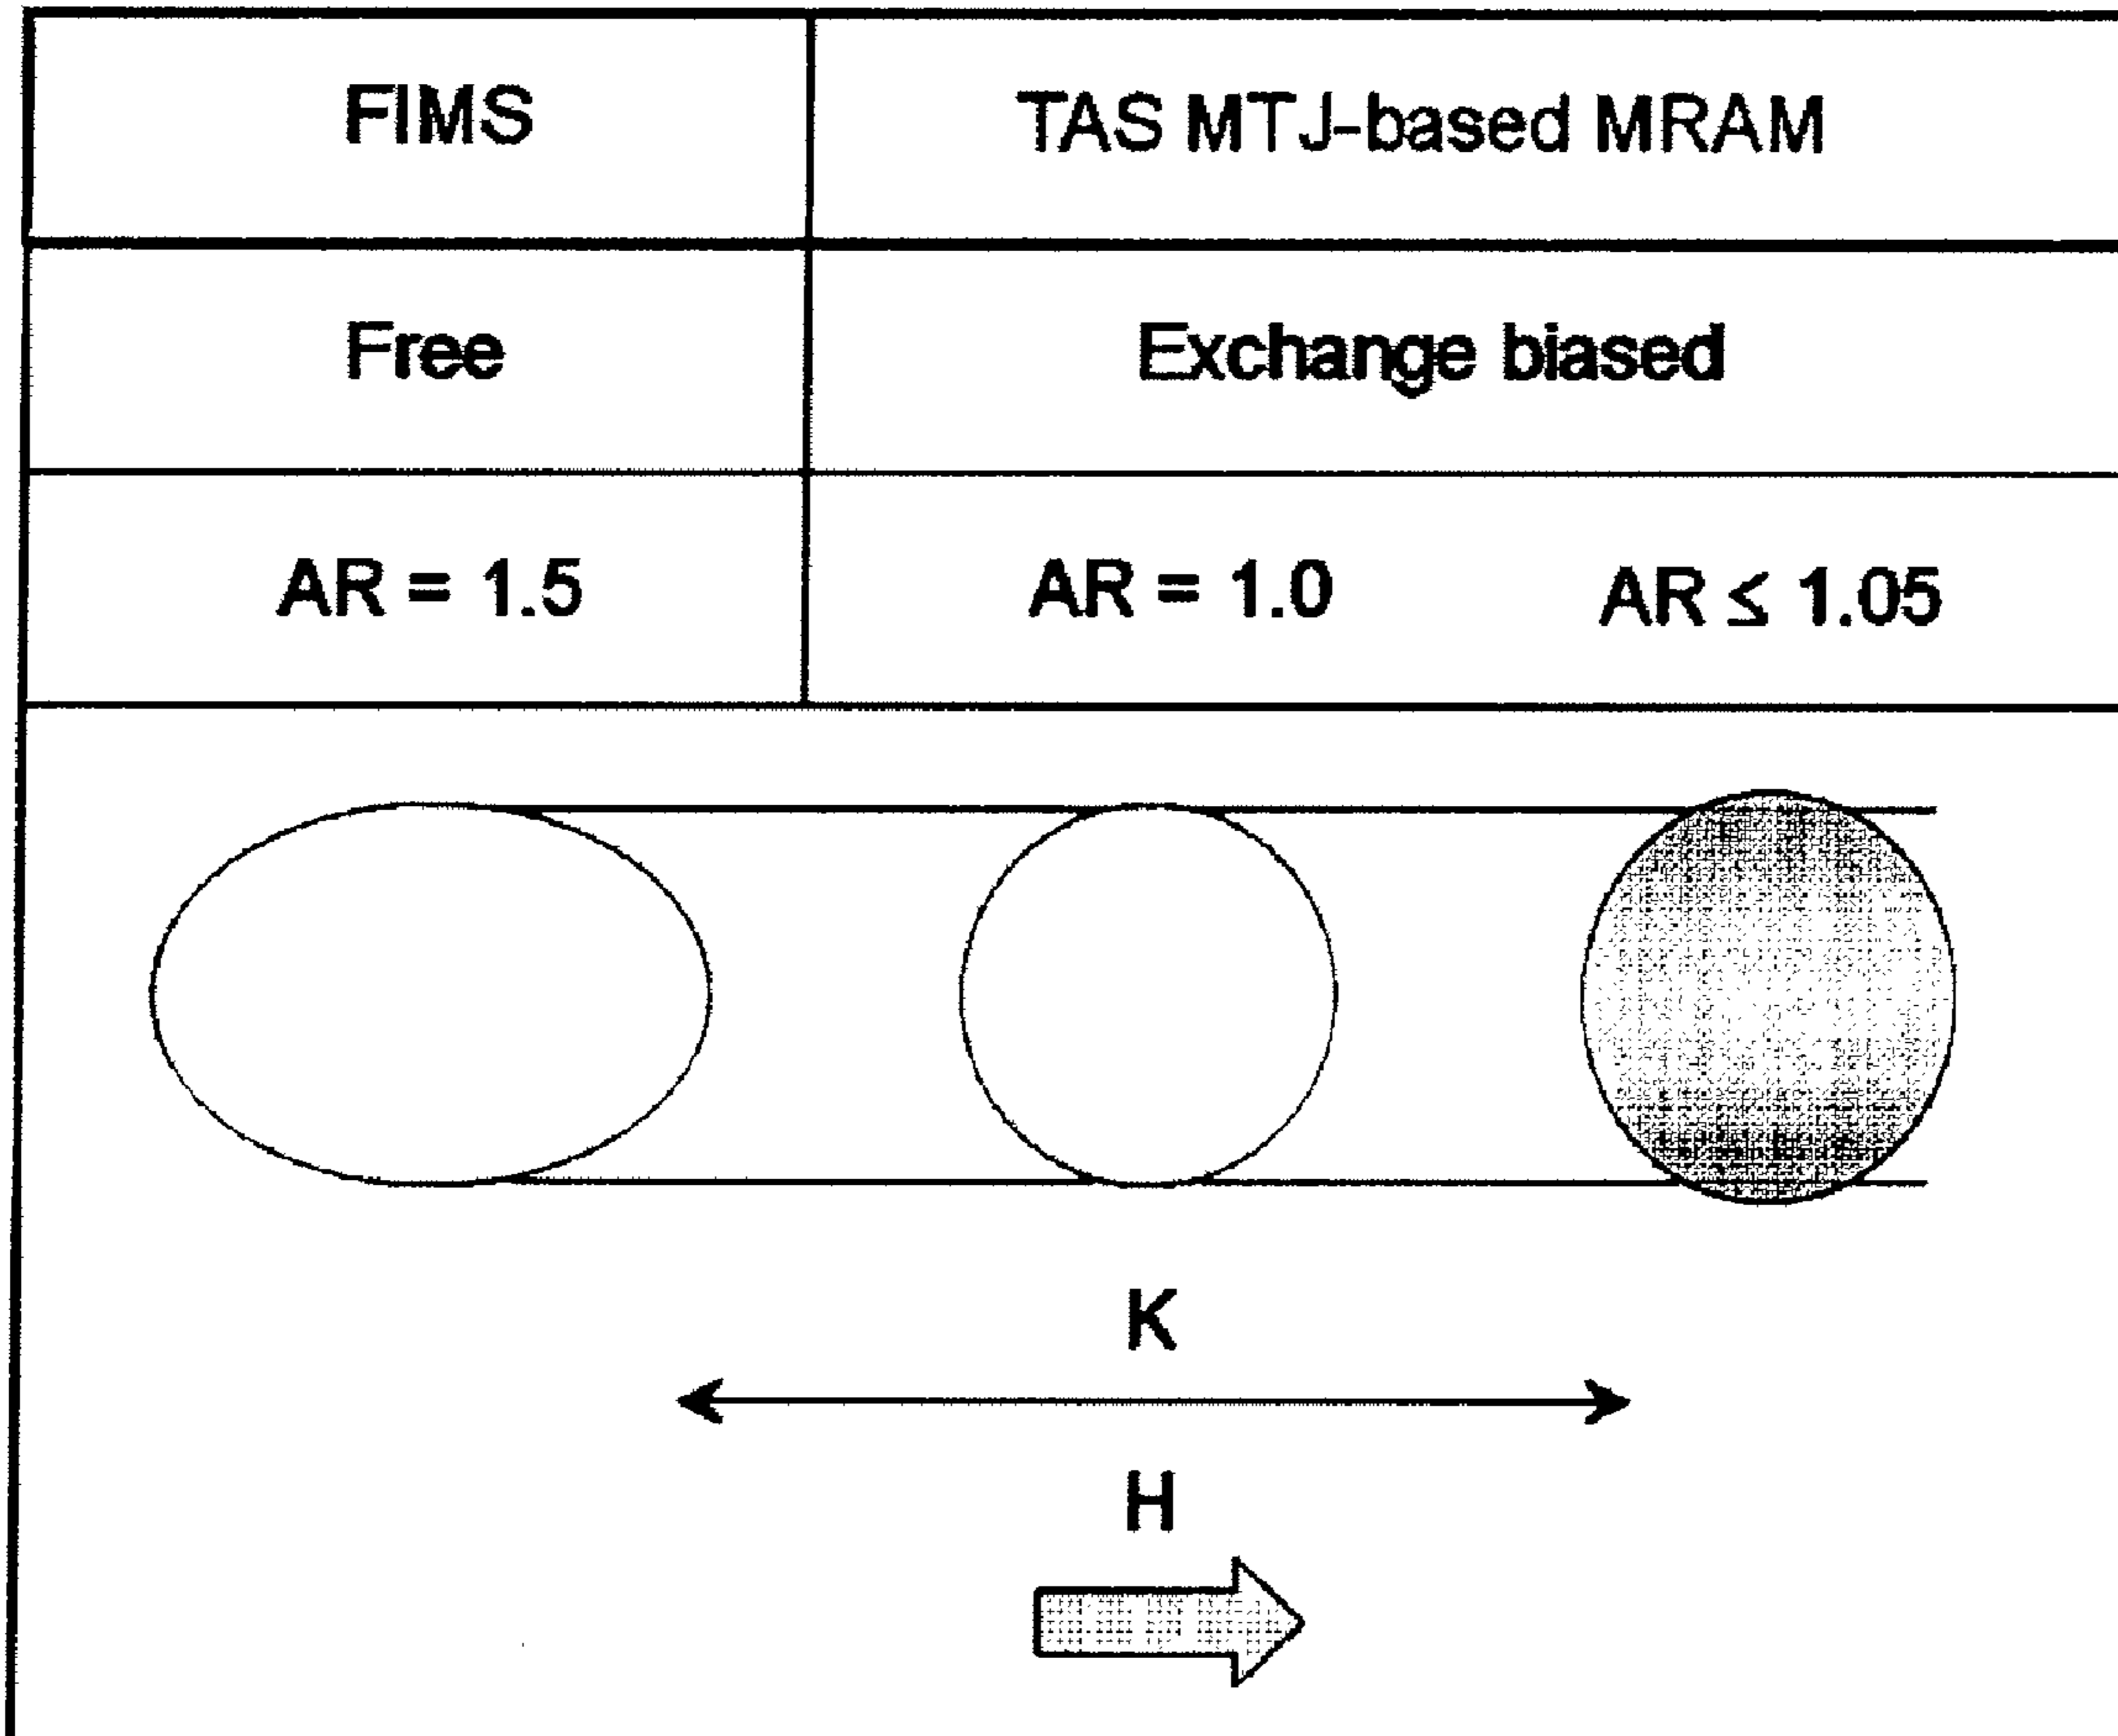 FIMS
TAS MTJ-based MRAM
Free
Exchange biased
AR = 1.5
AR = 1.0
AR ≤ 1.05
K
H